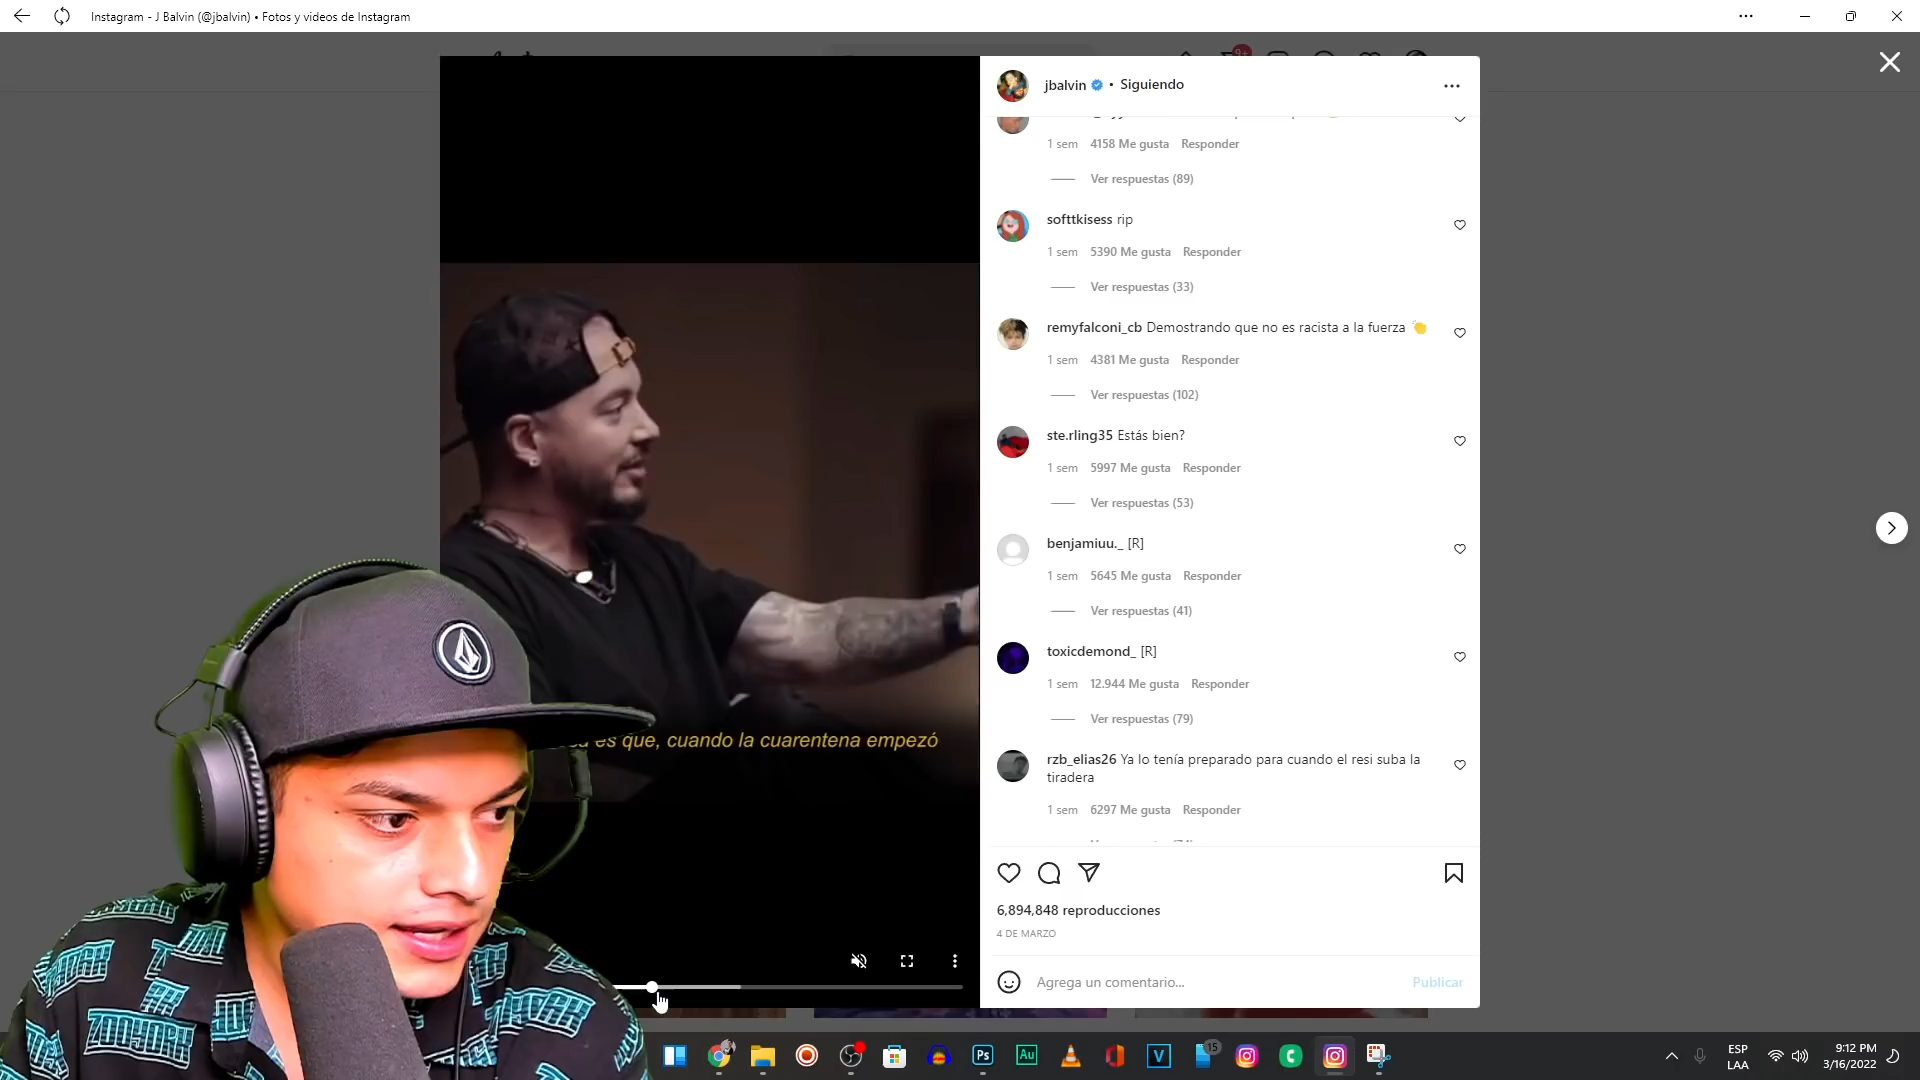 Instagram - J Balvin (@jbalvin) • Fotos y videos de Instagram
9+
jbalvin • Siguiendo
1 sem 4158 Me gusta Responder
Ver respuestas (89)
softtkisess rip
1 sem 5390 Me gusta Responder
Ver respuestas (33)
remyfalconi_cb Demostrando que no es racista a la fuerza 👏
1 sem 4381 Me gusta Responder
Ver respuestas (102)
ste.rling35 Estás bien?
1 sem 5997 Me gusta Responder
Ver respuestas (53)
benjamiuu._ [R]
1 sem 5645 Me gusta Responder
Ver respuestas (41)
toxicdemond_ [R]
1 sem 12.944 Me gusta Responder
Ver respuestas (79)
rzb_elias26 Ya lo tenía preparado para cuando el resi suba la
tiradera
1 sem 6297 Me gusta Responder
es que, cuando la cuarentena empezó
6,894,848 reproducciones
4 DE MARZO
Agrega un comentario...
Publicar
ZOOYORK
ZOOYORK
Ps
Au
V
15
ESP
LAA
9:12 PM
3/16/2022